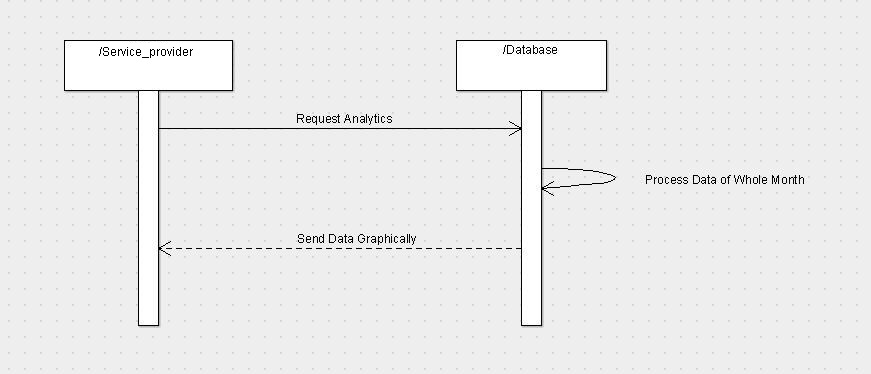 /Service_provider
/Database
Request Analytics
Process Data of Whole Month
Send Data Graphically